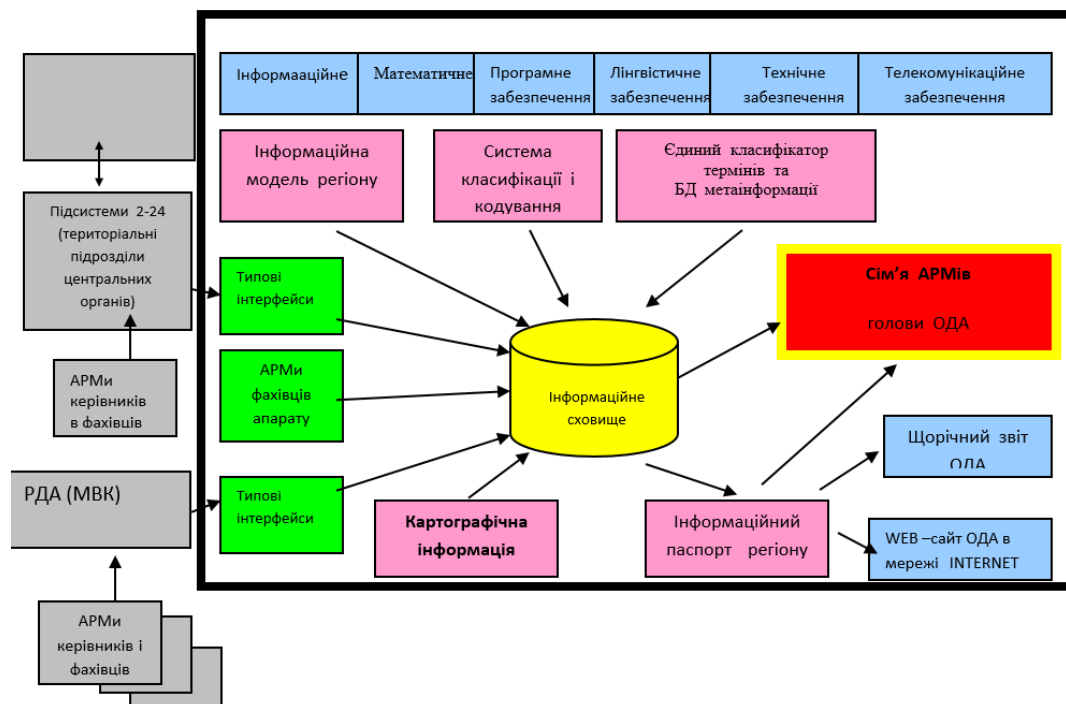 Інформааційне
Математичне
Програмне
забезпечення
Лінгвістичне
забезпечення
Технічне
забезпечення
Телекомунікаційне
забезпечення
Інформаційна
модель регіону
Система
класифікації і
кодування
Єдиний класифікатор
термінів та
БД метаінформації
Підсистеми 2-24
(територіальні
підрозділи
центральних
органів)
Типові
інтерфейси
Сім’я АРМів
голови ОДА
АРМи
керівників
в фахівців
АРМи
фахівців
апарату
Інформаційне
сховище
Щорічний звіт
ОДА
РДА (МВК)
Типові
інтерфейси
Картографічна
інформація
Інформаційний
паспорт регіону
WEB –сайт ОДА в
мережі INTERNET
АРМи
керівників і
фахівців